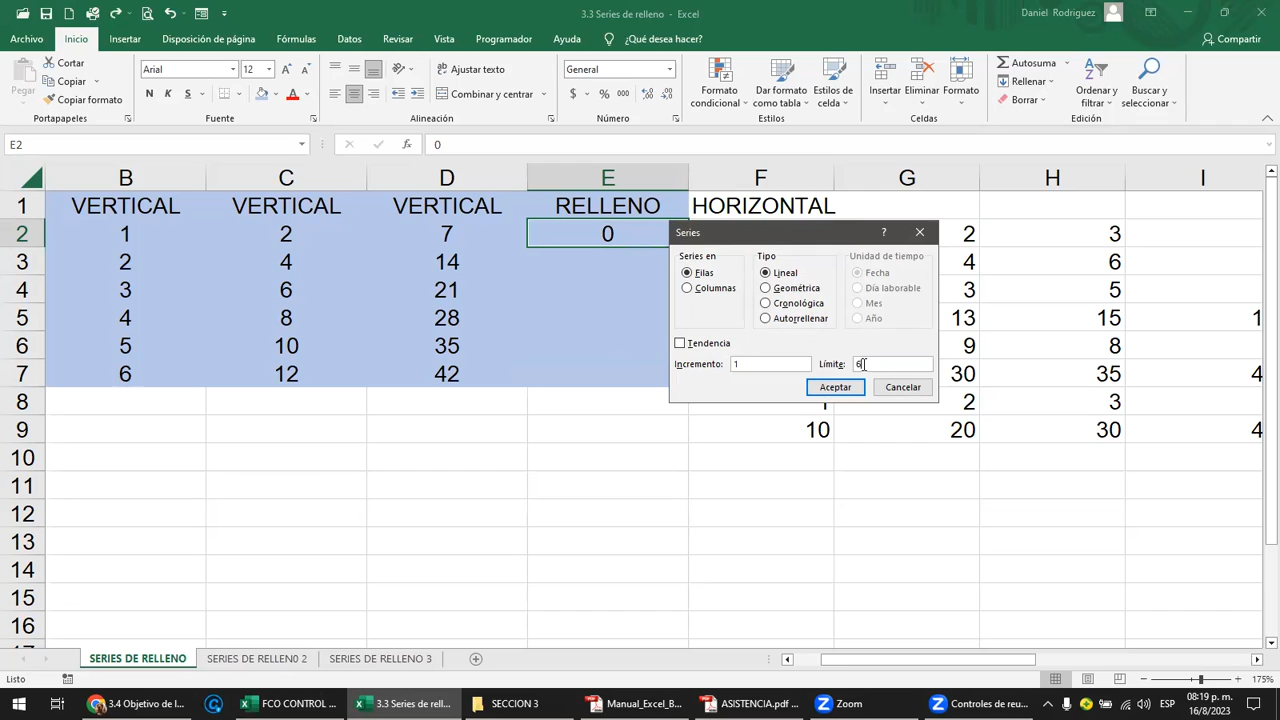 3.3 Series de relleno - Excel
Daniel Rodriguez
Archivo Inicio Insertar Disposición de página Fórmulas Datos Revisar Vista Programador Ayuda ¿Qué desea hacer? Compartir
Pegar
Cortar
Copiar
Copiar formato
Portapapeles
Arial 12
N K S
Fuente
Ajustar texto
Combinar y centrar
Alineación
General
$ % 000
Número
Formato condicional
Dar formato como tabla
Estilos de celda
Estilos
Insertar Eliminar Formato
Celdas
Autosuma
Rellenar
Borrar
Ordenar y filtrar
Buscar y seleccionar
Edición
E2 fx 0
B C D E F G H I
1 VERTICAL VERTICAL VERTICAL RELLENO HORIZONTAL
2 1 2 7 0 2 3
3 2 4 14 4 6
4 3 6 21 3 5
5 4 8 28 13 15 1
6 5 10 35 9 8
7 6 12 42 30 35 4
8 2 3
9 10 20 30 4
10
11
12
13
14
15
16
Series ?
Series en
Filas
Columnas
Tipo
Lineal
Geométrica
Cronológica
Autorrellenar
Unidad de tiempo
Fecha
Día laborable
Mes
Año
Tendencia
Incremento: 1 Límite: 6
Aceptar Cancelar
SERIES DE RELLENO SERIES DE RELLEN0 2 SERIES DE RELLENO 3
Listo 175%
3.4 Objetivo de l... FCO CONTROL ... 3.3 Series de rell... SECCION 3 Manual_Excel_B... ASISTENCIA.pdf ... Zoom Controles de reu... ESP 08:19 p. m.
16/8/2023